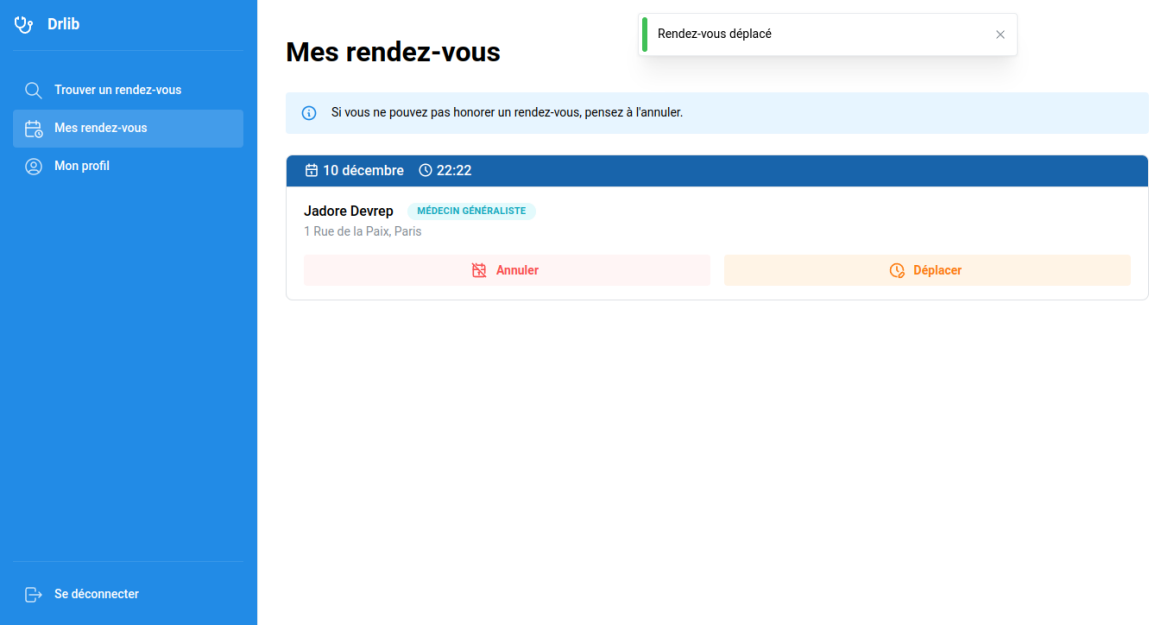 Drlib
Trouver un rendez-vous
Mes rendez-vous
Mon profil
Se déconnecter
Mes rendez-vous
Rendez-vous déplacé
Si vous ne pouvez pas honorer un rendez-vous, pensez à l'annuler.
10 décembre 22:22
Jadore Devrep MÉDECIN GÉNÉRALISTE
1 Rue de la Paix, Paris
Annuler Déplacer